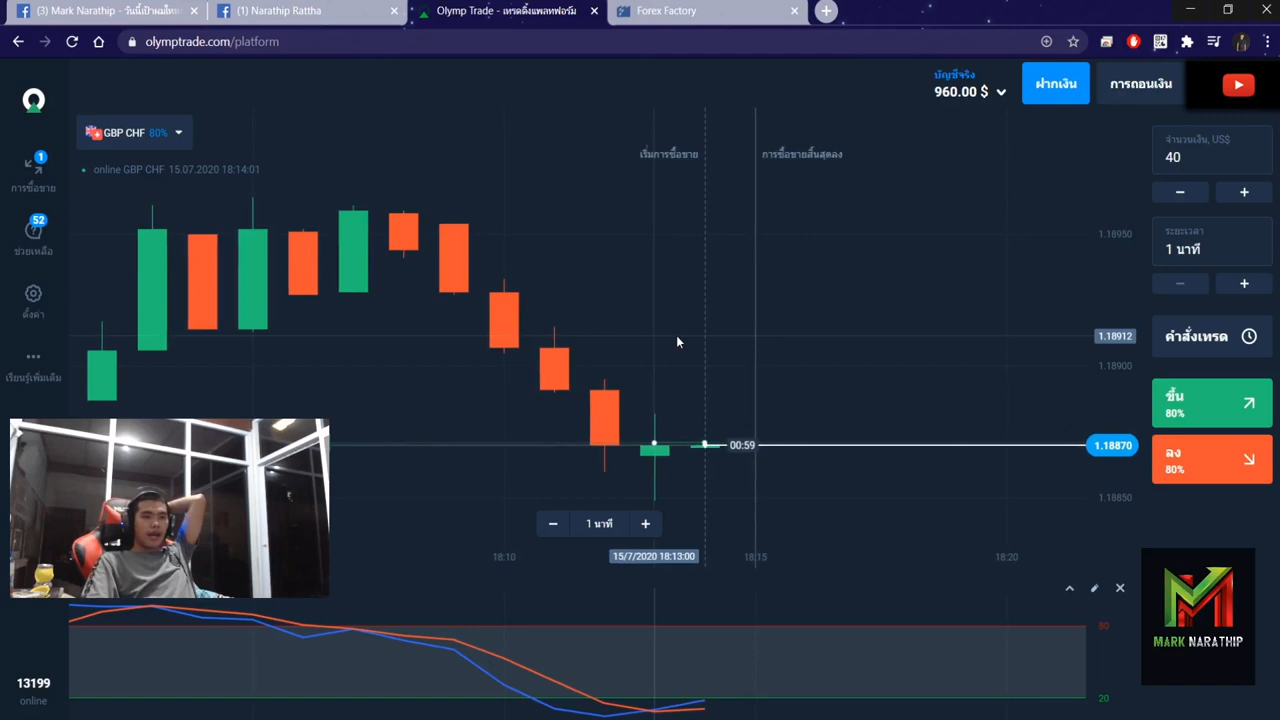 (3) Mark Narathip - วันนี้เป้าผมใหม
(1) Narathip Rattha
Olymp Trade - เทรดดิ้งแพลทฟอร์ม
Forex Factory
olymptrade.com/platform
บัญชีจริง
960.00 $
ฝากเงิน
การถอนเงิน
GBP CHF 80%
online GBP CHF 15.07.2020 18:14:01
เริ่มการซื้อขาย
การซื้อขายสิ้นสุดลง
1
การซื้อขาย
52
ช่วยเหลือ
ตั้งค่า
เรียนรู้เพิ่มเติม
จำนวนเงิน, US$
40
ระยะเวลา
1 นาที
คำสั่งเทรด
ขึ้น
80%
ลง
80%
1.18950
1.18912
1.18900
1.18870
1.18850
00:59
1 นาที
18:10
15/7/2020 18:13:00
18:15
18:20
80
20
MARK NARATHIP
13199
online